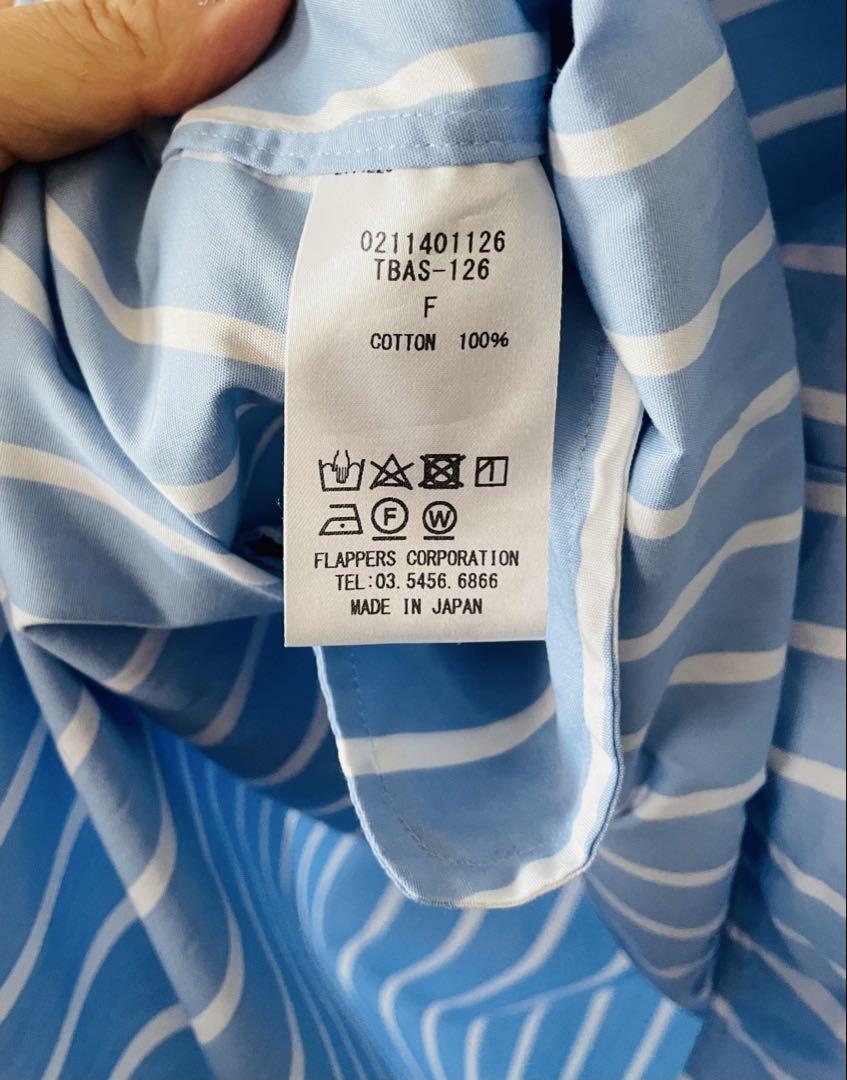 0211401126
TBAS-126
F
COTTON 100%
F W
FLAPPERS CORPORATION
TEL:03.5456.6866
MADE IN JAPAN